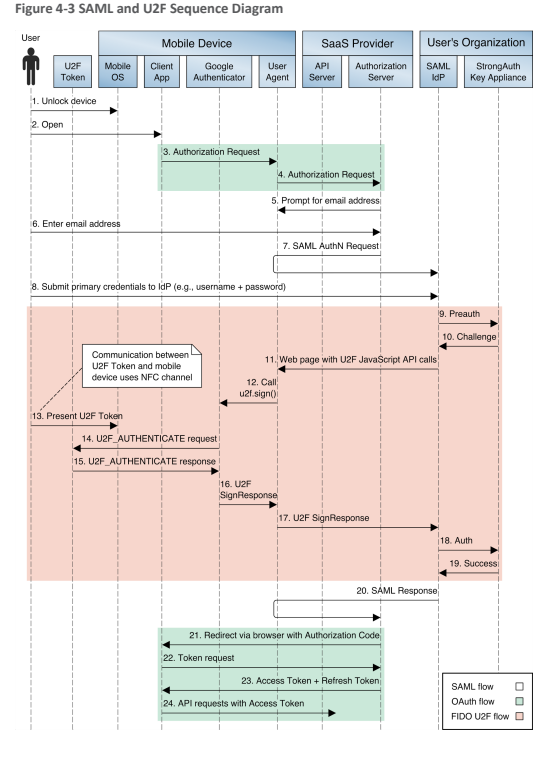 Figure 4-3 SAML and U2F Sequence Diagram
User
Mobile Device
SaaS Provider
User's Organization
U2F
Token
Mobile
OS
Client
App
Google
Authenticator
User
Agent
API
Server
Authorization
Server
SAML
IdP
StrongAuth
Key Appliance
1. Unlock device
2. Open
3. Authorization Request
4. Authorization Request
5. Prompt for email address
6. Enter email address
7. SAML AuthN Request
8. Submit primary credentials to IdP (e.g., username + password)
9. Preauth
10. Challenge
11. Web page with U2F JavaScript API calls
Communication between
U2F Token and mobile
device uses NFC channel
12. Call
u2f.sign()
13. Present U2F Token
14. U2F_AUTHENTICATE request
15. U2F_AUTHENTICATE response
16. U2F
SignResponse
17. U2F SignResponse
18. Auth
19. Success
20. SAML Response
21. Redirect via browser with Authorization Code
22. Token request
23. Access Token + Refresh Token
24. API requests with Access Token
SAML flow
OAuth flow
FIDO U2F flow